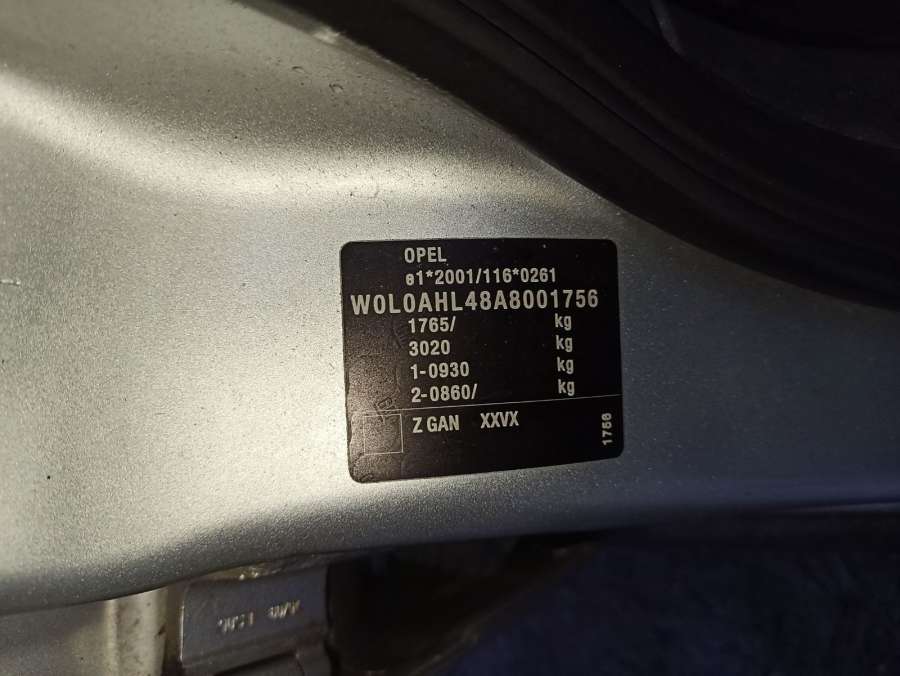 OPEL
e1*2001/116*0261
W0L0AHL48A8001756
1765/ kg
3020 kg
1-0930 kg
2-0860/ kg
Z GAN XXVX
1756